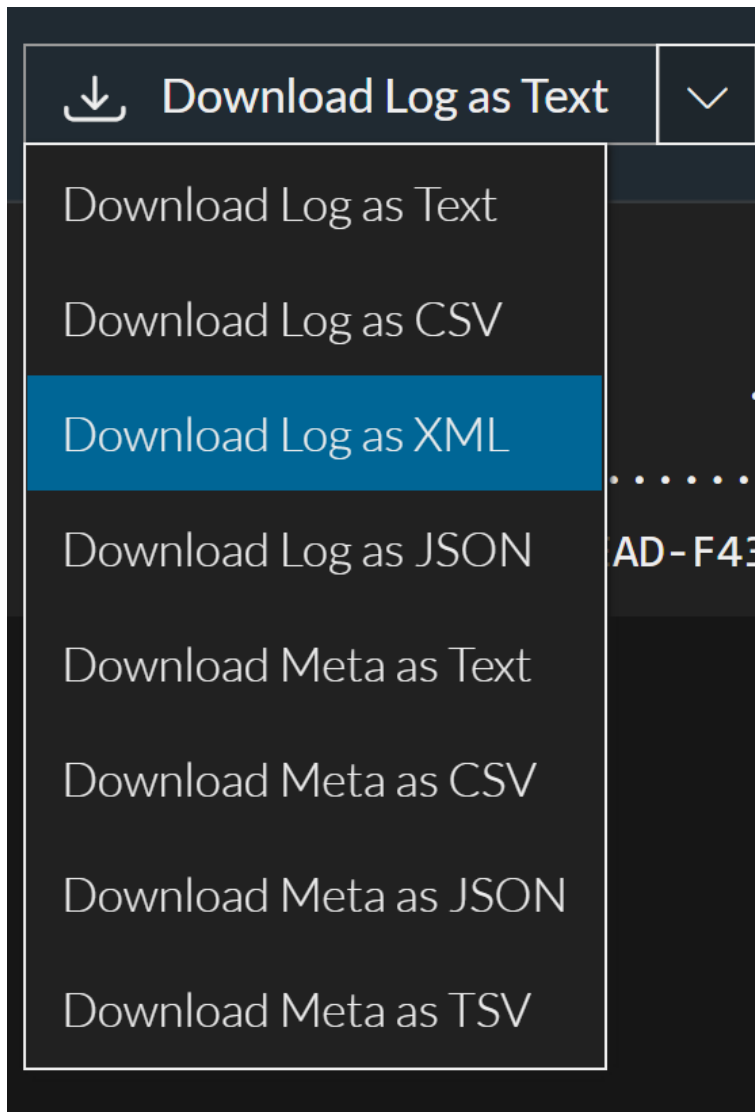 Download Log as Text
Download Log as Text
Download Log as CSV
Download Log as XML
Download Log as JSON
AD-F43
Download Meta as Text
Download Meta as CSV
Download Meta as JSON
Download Meta as TSV